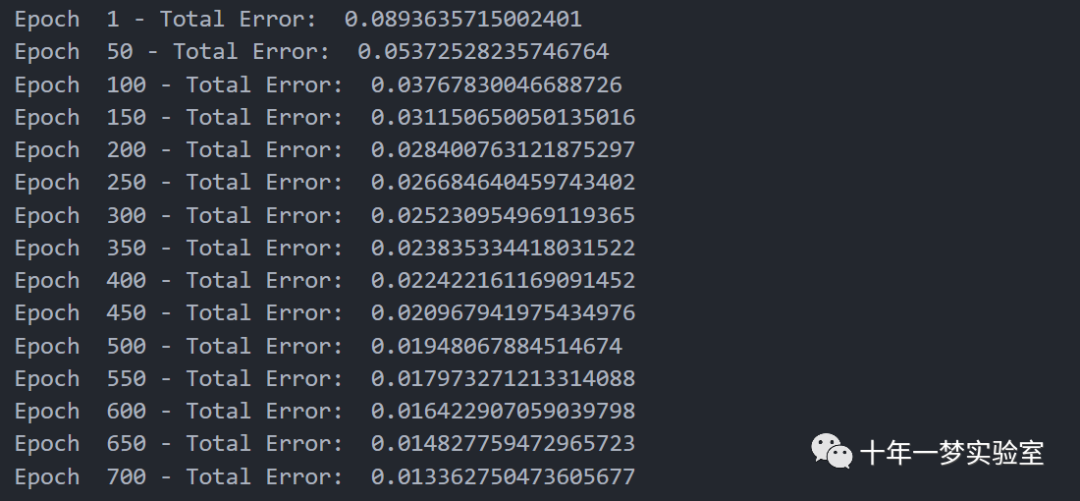 Epoch  1 - Total Error:  0.0893635715002401
Epoch  50 - Total Error:  0.05372528235746764
Epoch  100 - Total Error:  0.03767830046688726
Epoch  150 - Total Error:  0.031150650050135016
Epoch  200 - Total Error:  0.028400763121875297
Epoch  250 - Total Error:  0.026684640459743402
Epoch  300 - Total Error:  0.025230954969119365
Epoch  350 - Total Error:  0.023835334418031522
Epoch  400 - Total Error:  0.022422161169091452
Epoch  450 - Total Error:  0.020967941975434976
Epoch  500 - Total Error:  0.01948067884514674
Epoch  550 - Total Error:  0.017973271213314088
Epoch  600 - Total Error:  0.016422907059039798
Epoch  650 - Total Error:  0.014827759472965723
Epoch  700 - Total Error:  0.013362750473605677
十年一梦实验室